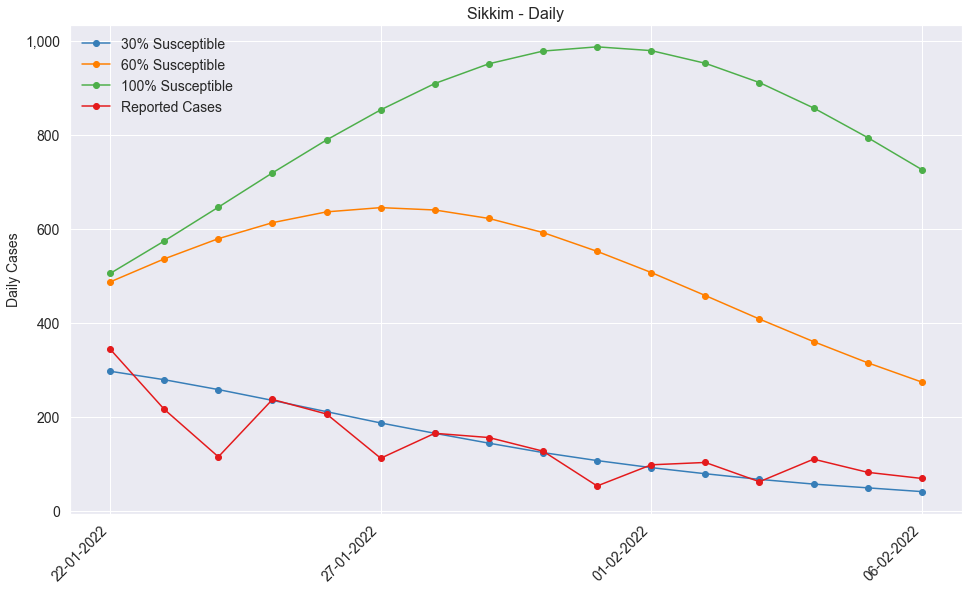 Sikkim - Daily
30% Susceptible
60% Susceptible
100% Susceptible
Reported Cases
Daily Cases
1,000
800
600
400
200
0
22-01-2022
27-01-2022
01-02-2022
06-02-2022